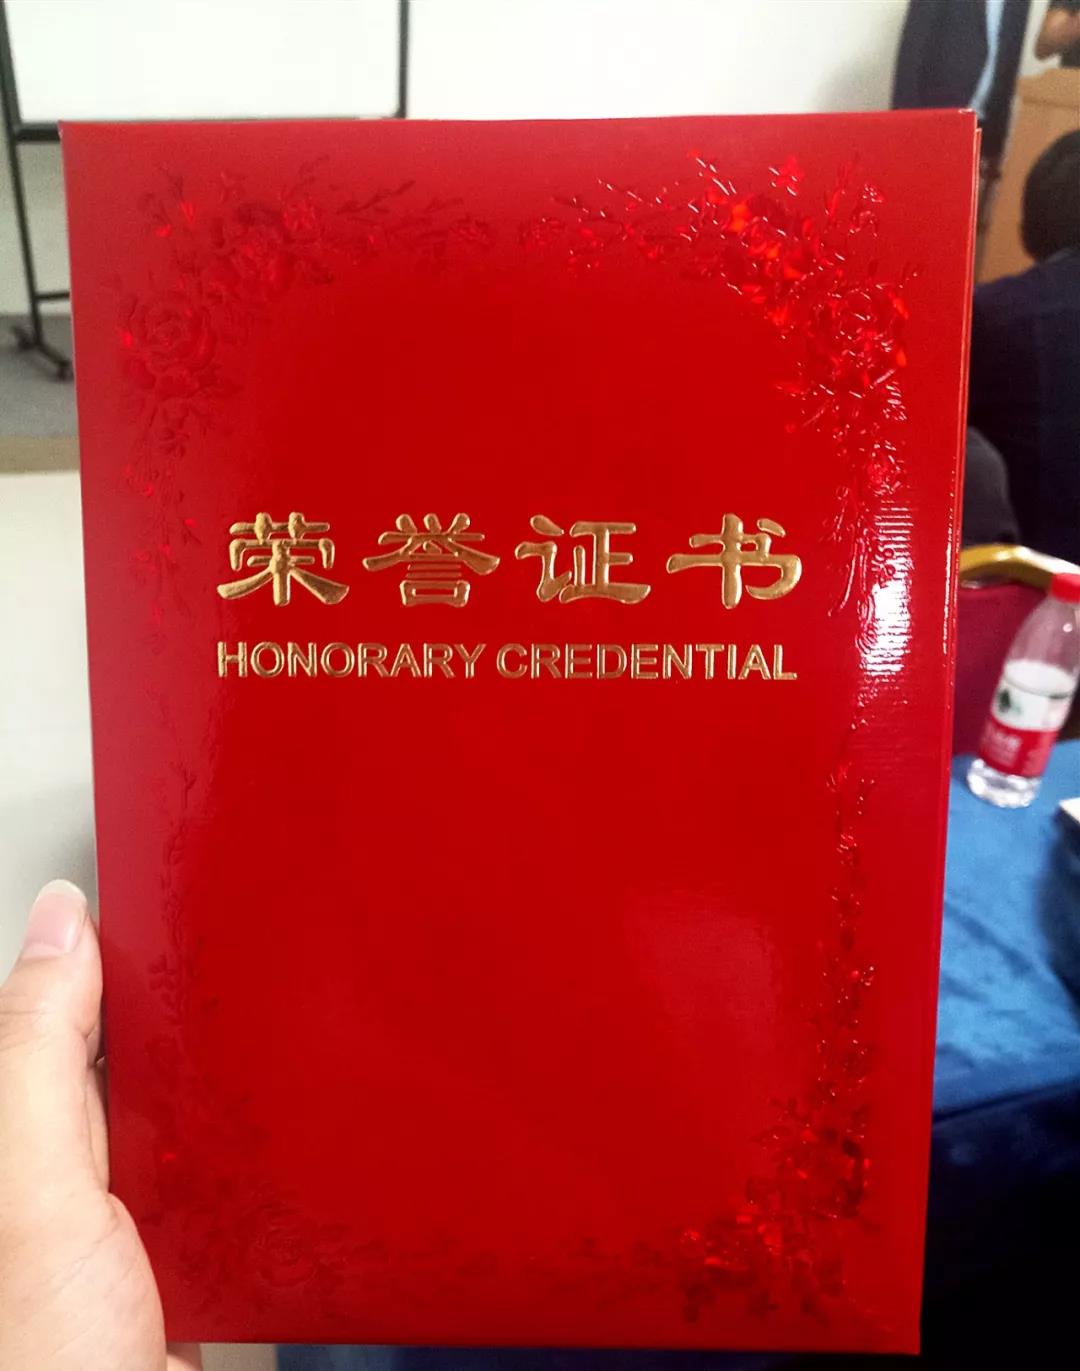 荣誉证书
HONORARY CREDENTIAL